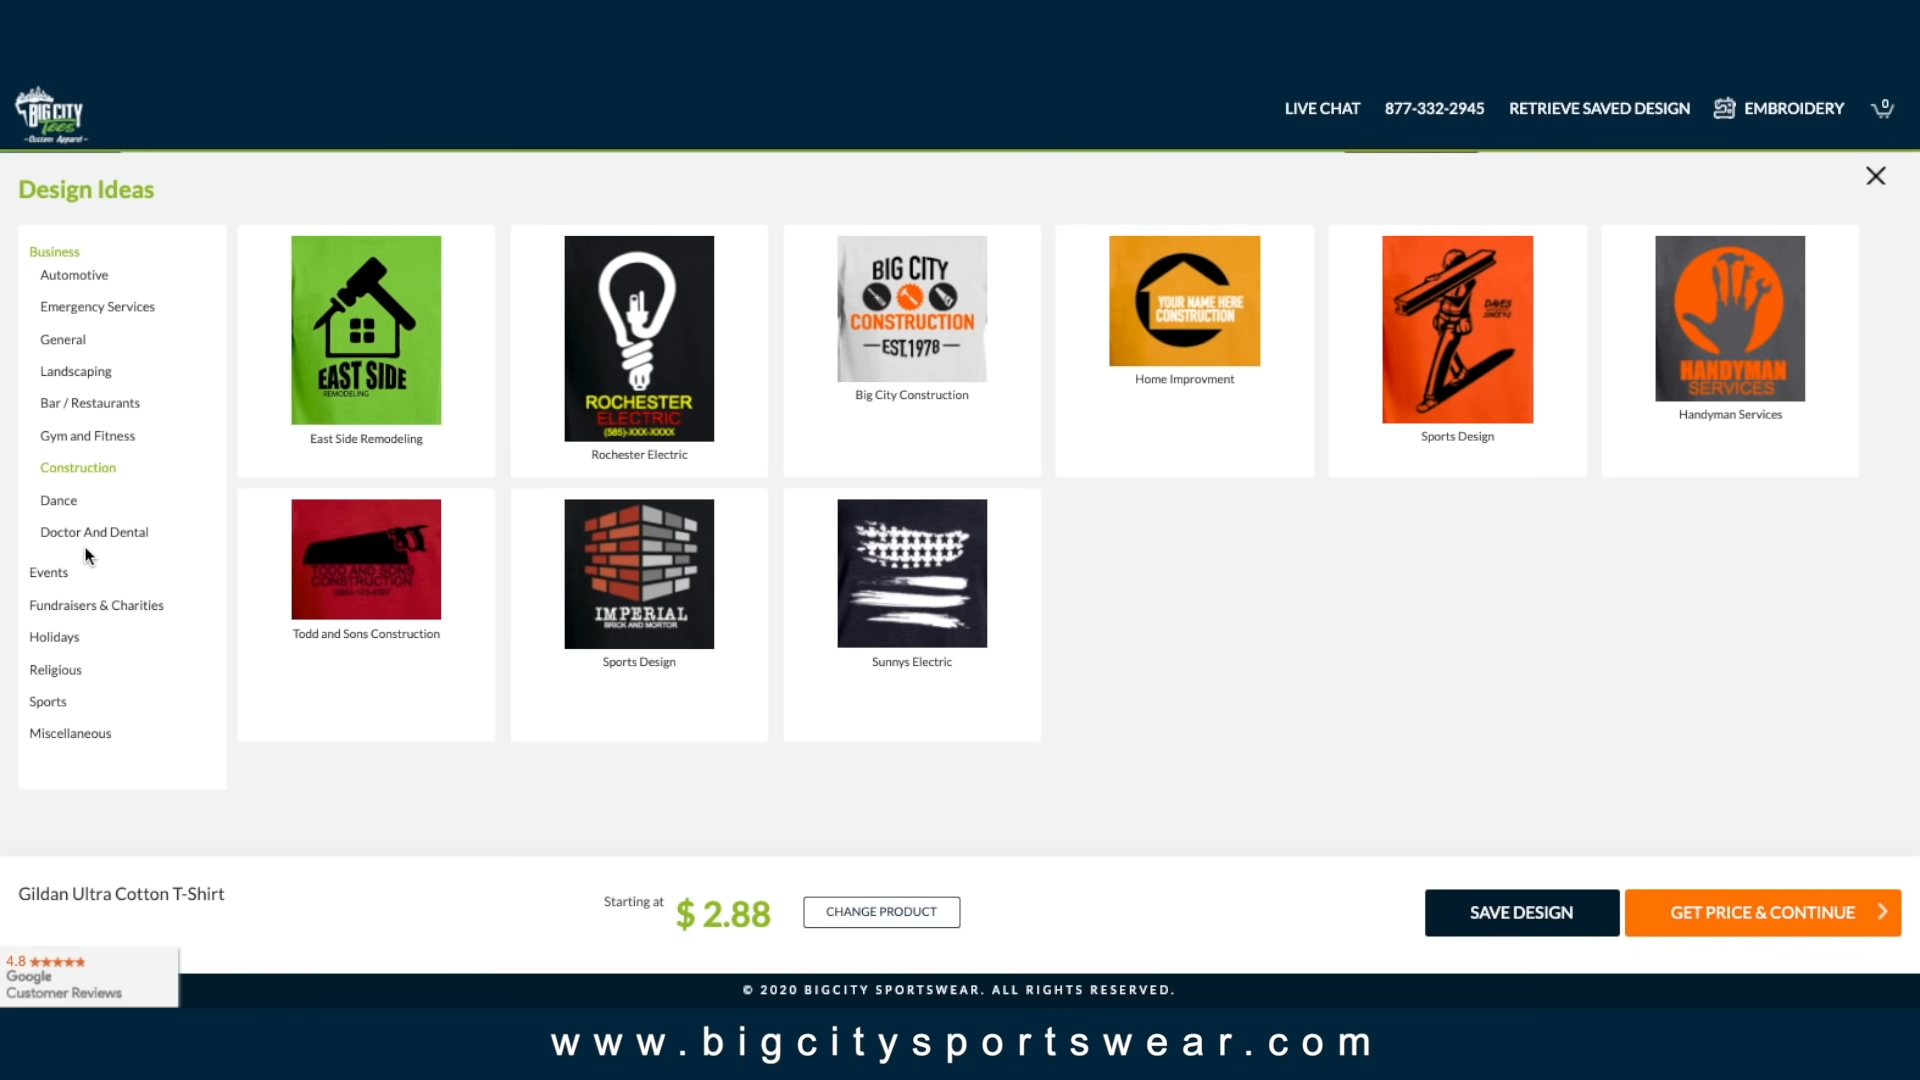 BIG CITY
Tees
~Custom Apparel~
LIVE CHAT
877-332-2945
RETRIEVE SAVED DESIGN
EMBROIDERY
0
Design Ideas
Business
Automotive
Emergency Services
General
Landscaping
Bar / Restaurants
Gym and Fitness
Construction
Dance
Doctor And Dental
Events
Fundraisers & Charities
Holidays
Religious
Sports
Miscellaneous
EAST SIDE
REMODELING
East Side Remodeling
ROCHESTER
ELECTRIC
(585)-XXX-XXXX
Rochester Electric
BIG CITY
CONSTRUCTION
EST.1978
Big City Construction
YOUR NAME HERE
CONSTRUCTION
Home Improvment
DAVES
Sports Design
HANDYMAN
SERVICES
Handyman Services
TODD AND SONS
CONSTRUCTION
Todd and Sons Construction
IMPERIAL
BRICK AND MORTOR
Sports Design
Sunnys Electric
Gildan Ultra Cotton T-Shirt
Starting at
$ 2.88
CHANGE PRODUCT
SAVE DESIGN
GET PRICE & CONTINUE
4.8
Google
Customer Reviews
© 2020 BIGCITY SPORTSWEAR. ALL RIGHTS RESERVED.
www.bigcitysportswear.com